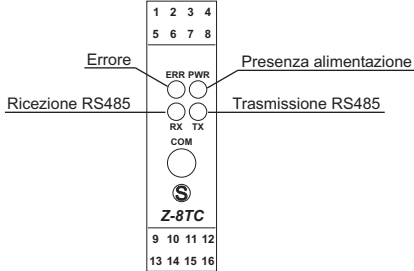 1 2 3 4
5 6 7 8
Errore
ERR PWR
Presenza alimentazione
Ricezione RS485
Trasmissione RS485
RX TX
COM
S
Z-8TC
9 10 11 12
13 14 15 16